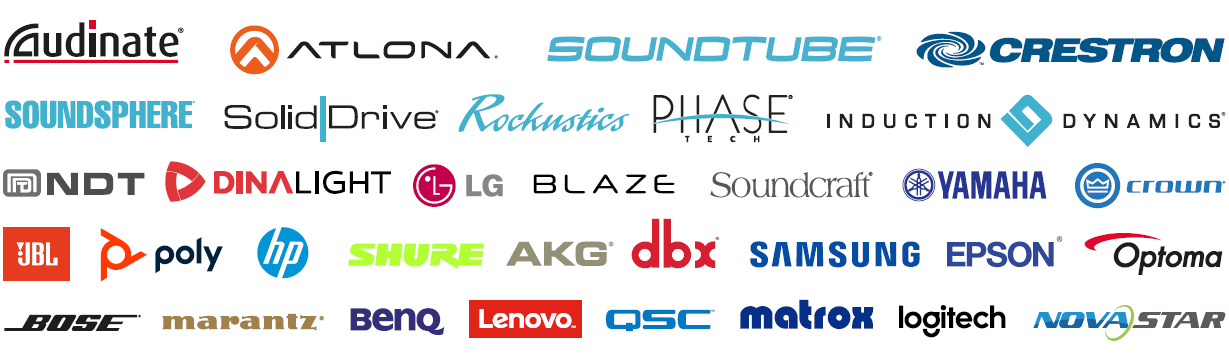 audinate® ATLONA® SOUNDTUBE® CRESTRON
SOUNDSPHERE SolidDrive® Rockustics PHASE TECH® INDUCTION DYNAMICS®
NDT DINALIGHT LG BLAZE Soundcraft® YAMAHA crown
JBL poly hp SHURE AKG® dbx® SAMSUNG EPSON® Optoma
BOSE marantz® BenQ Lenovo QSC matrox logitech NOVASTAR